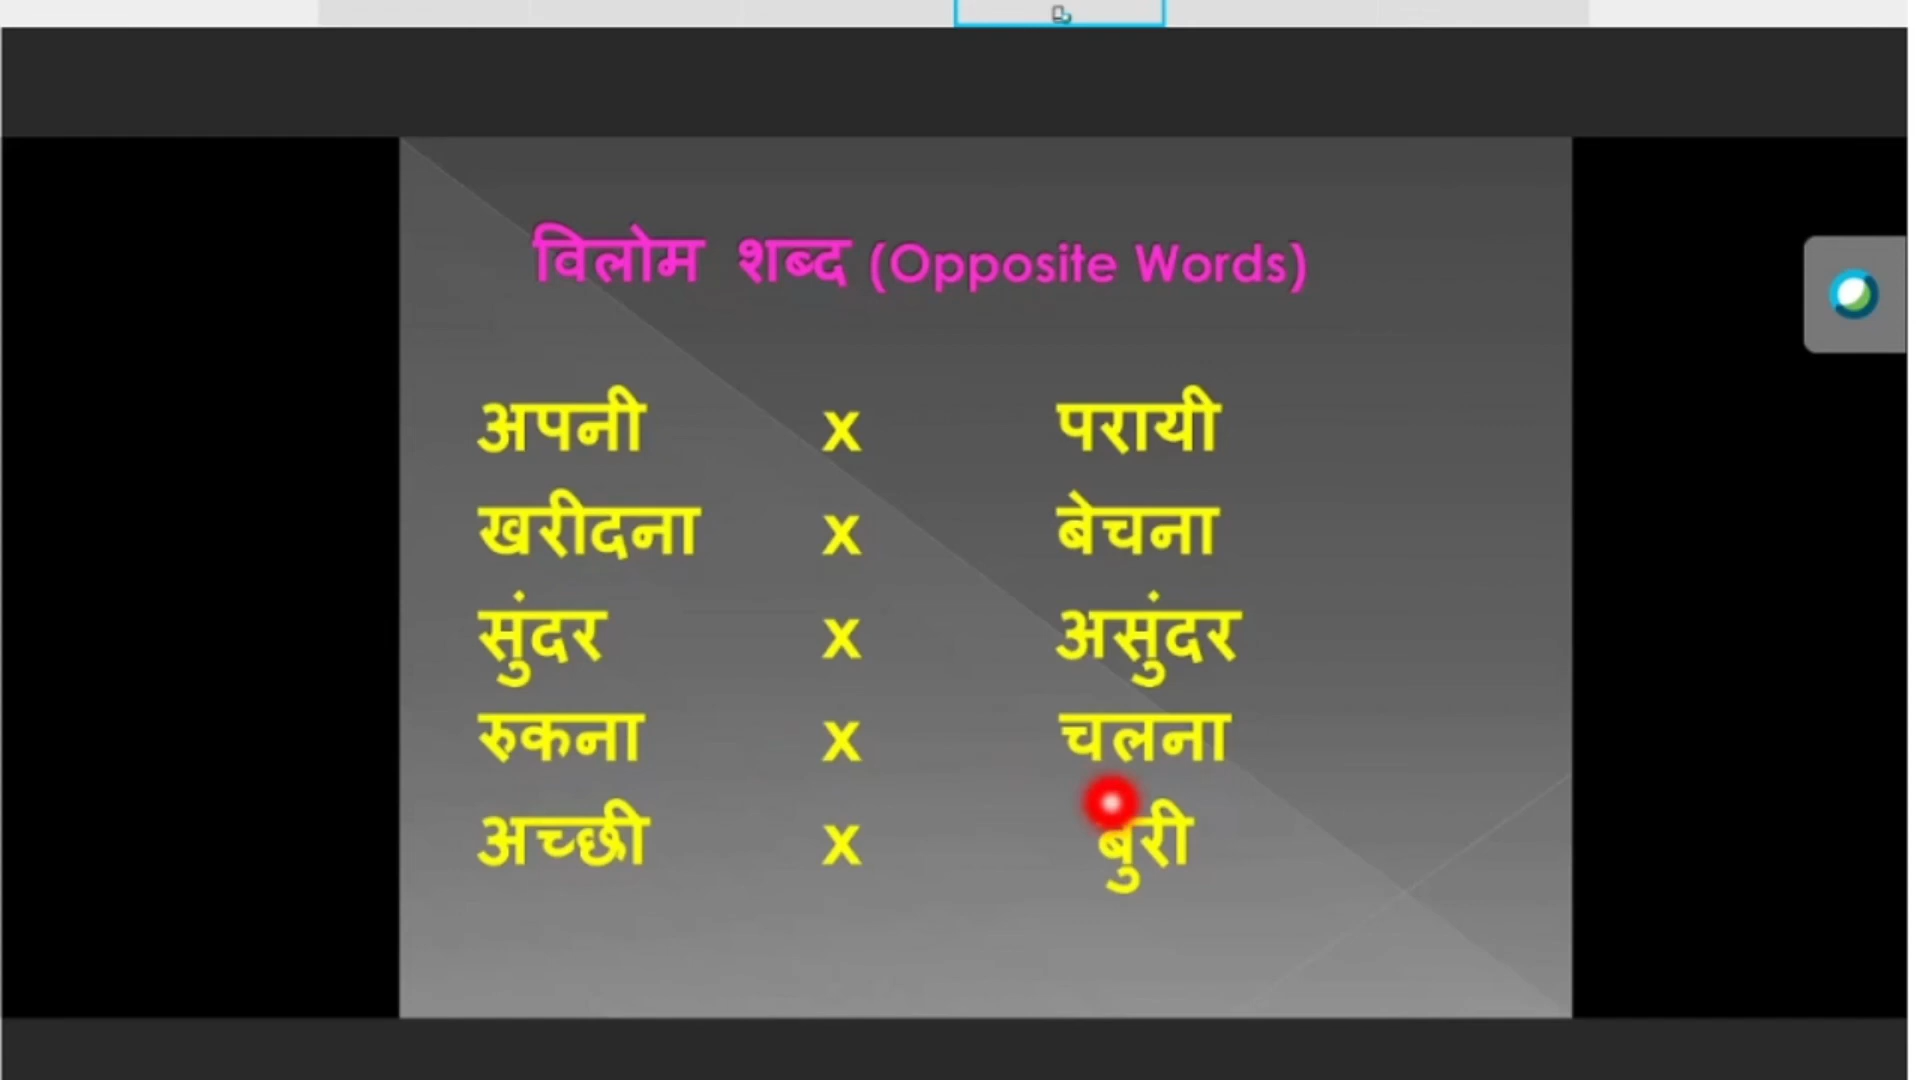 विलोम शब्द (Opposite Words)
अपनी x परायी
खरीदना x बेचना
सुंदर x असुंदर
रुकना x चलना
अच्छी x बुरी